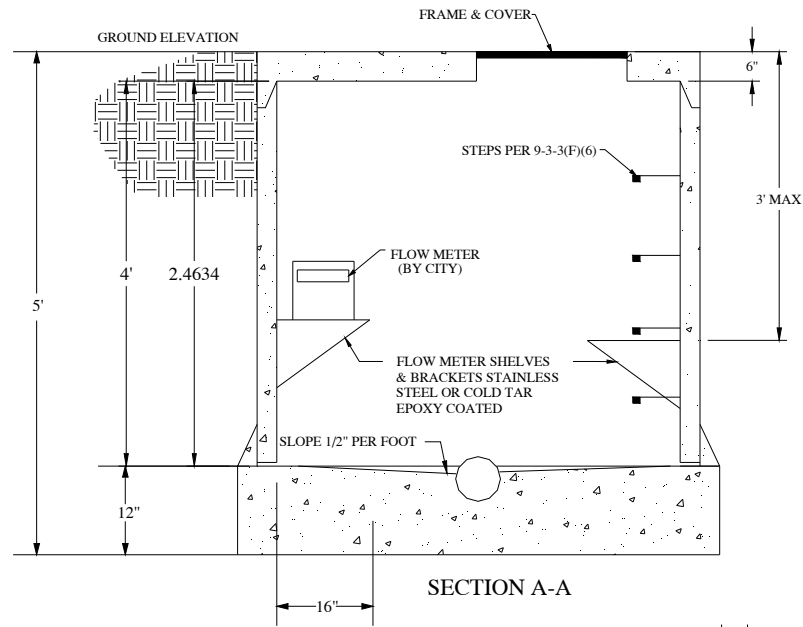 FRAME & COVER
GROUND ELEVATION
6"
STEPS PER 9-3-3(F)(6)
3' MAX
FLOW METER
(BY CITY)
4'
2.4634
5'
FLOW METER SHELVES
& BRACKETS STAINLESS
STEEL OR COLD TAR
EPOXY COATED
SLOPE 1/2" PER FOOT
12"
SECTION A-A
16"